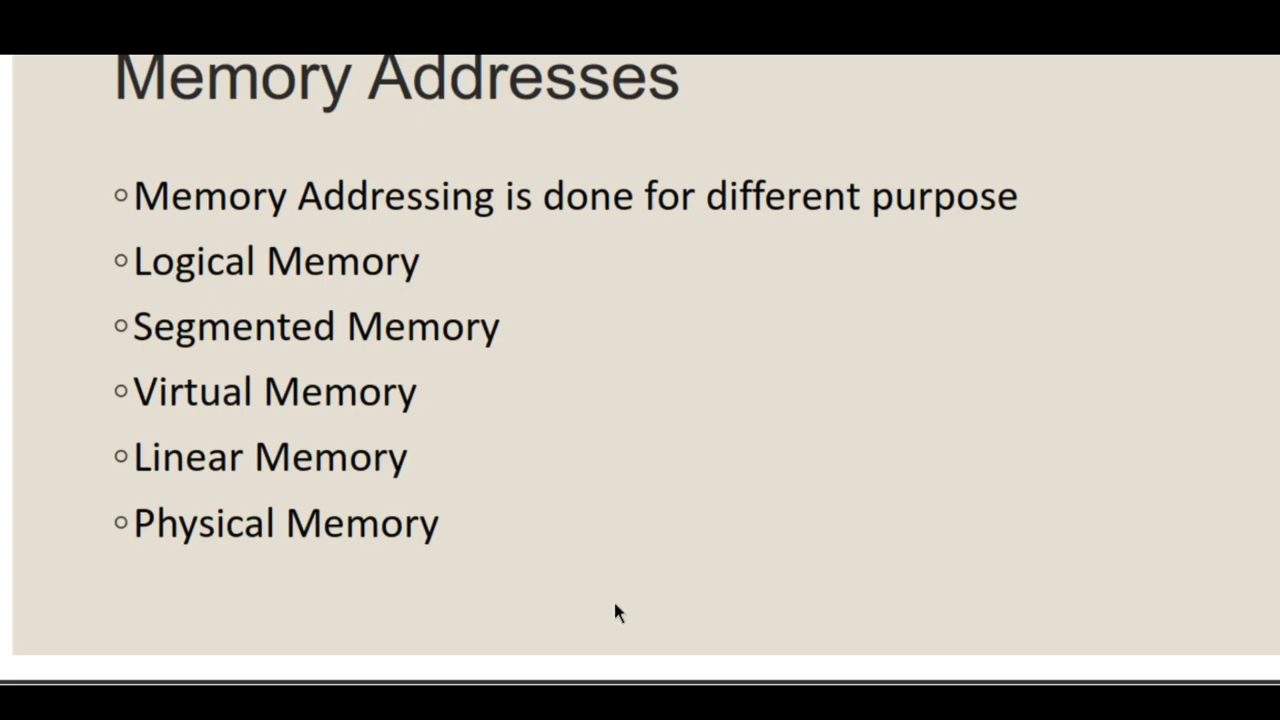 Memory Addresses
Memory Addressing is done for different purpose
Logical Memory
Segmented Memory
Virtual Memory
Linear Memory
Physical Memory